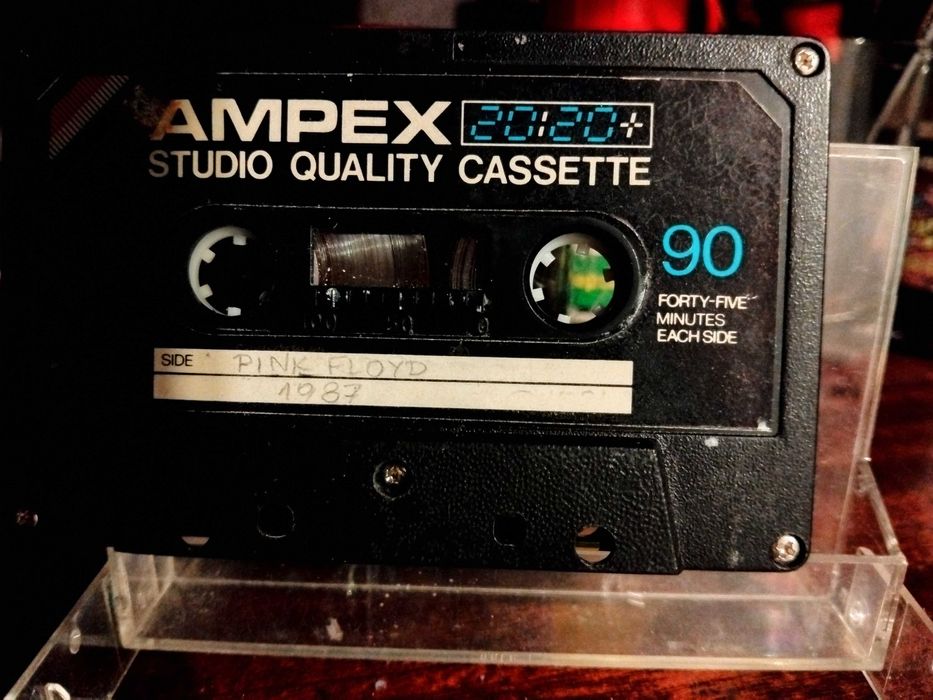 AMPEX 20:20+
STUDIO QUALITY CASSETTE
90
FORTY-FIVE
MINUTES
EACH SIDE
SIDE PINK FLOYD
1987